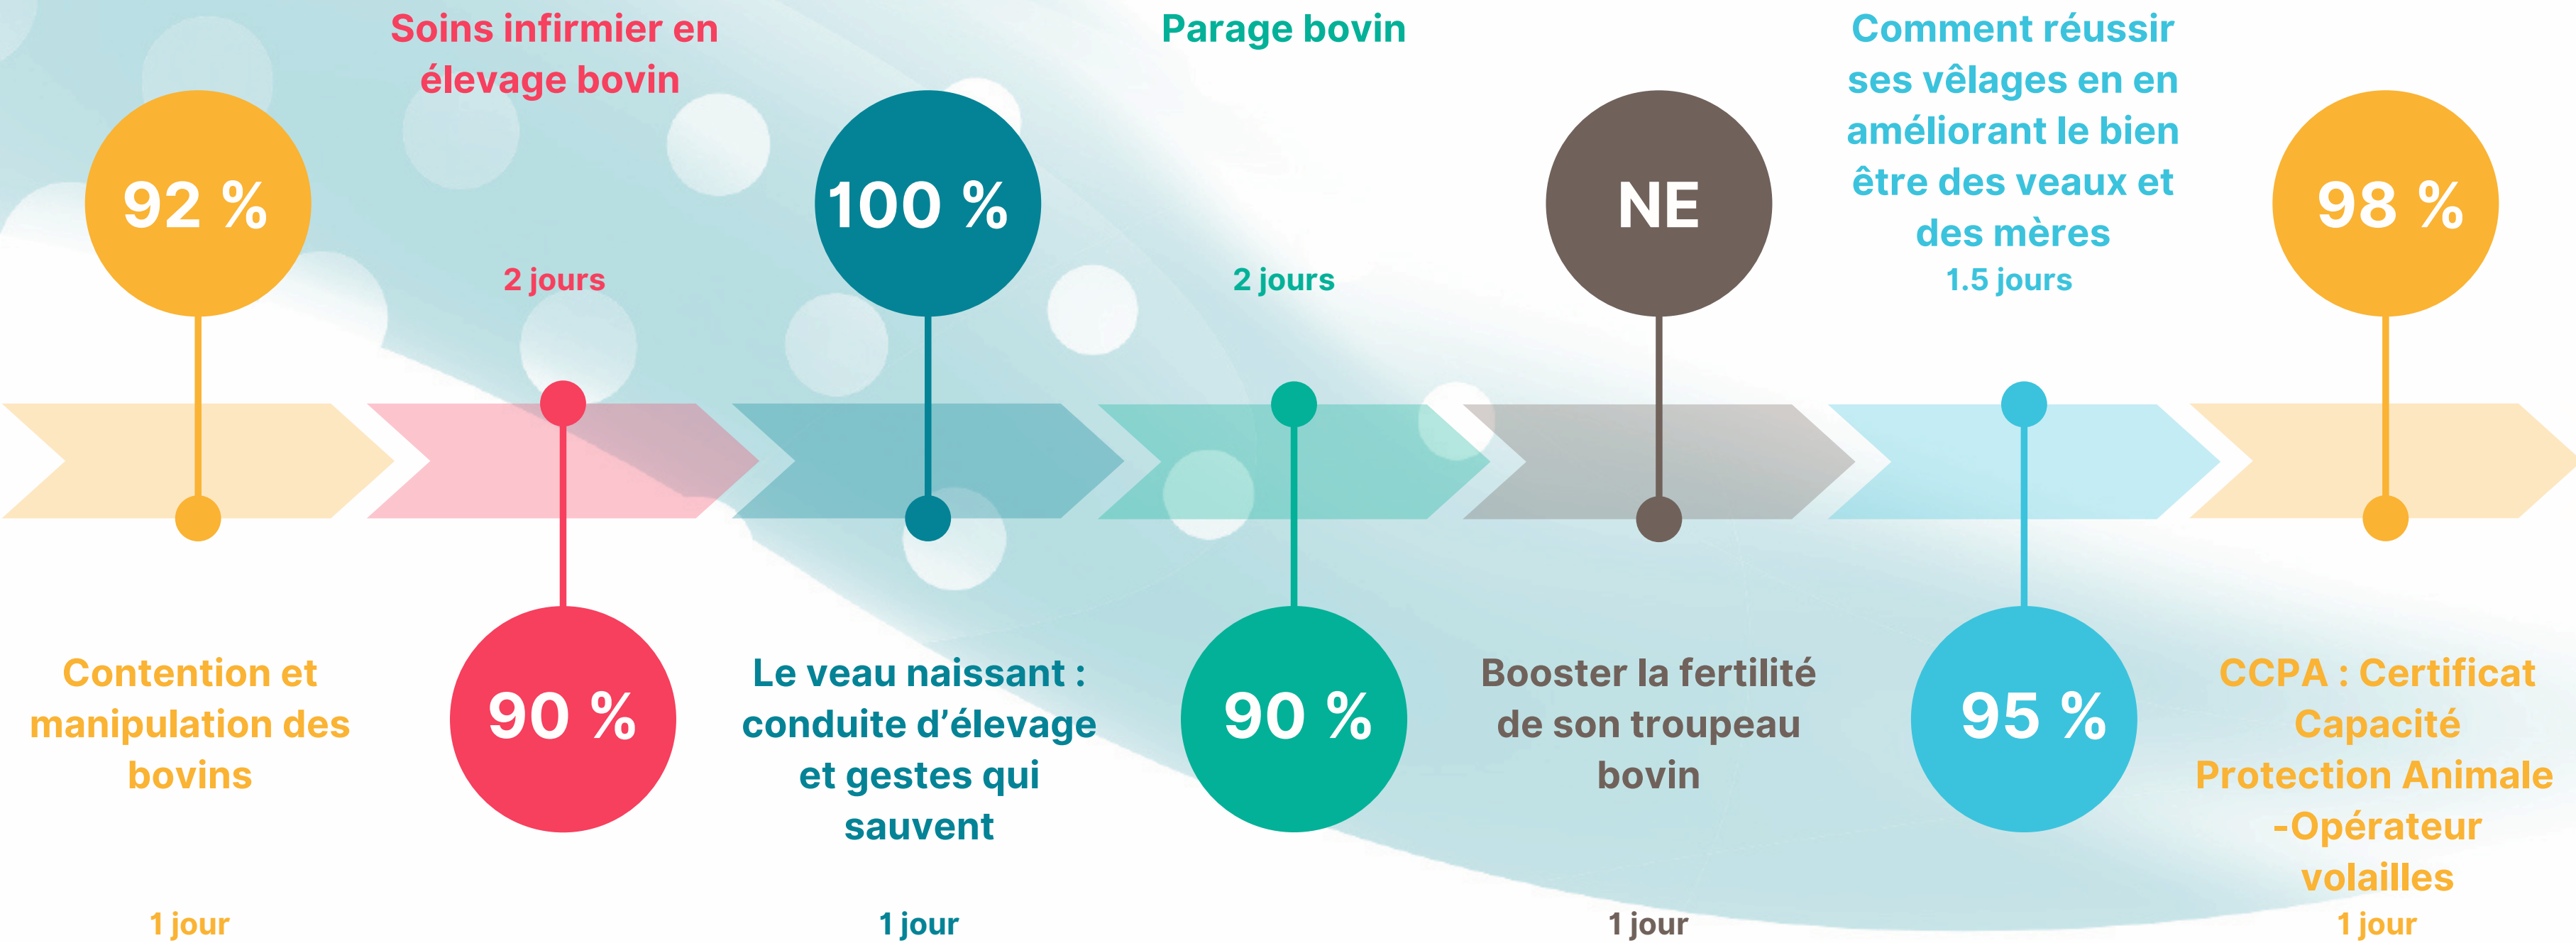 92 %
Contention et
manipulation des
bovins
1 jour
Soins infirmier en
élevage bovin
2 jours
90 %
100 %
Le veau naissant :
conduite d’élevage
et gestes qui
sauvent
1 jour
Parage bovin
2 jours
90 %
NE
Booster la fertilité
de son troupeau
bovin
1 jour
Comment réussir
ses vêlages en en
améliorant le bien
être des veaux et
des mères
1.5 jours
95 %
98 %
CCPA : Certificat
Capacité
Protection Animale
-Opérateur
volailles
1 jour